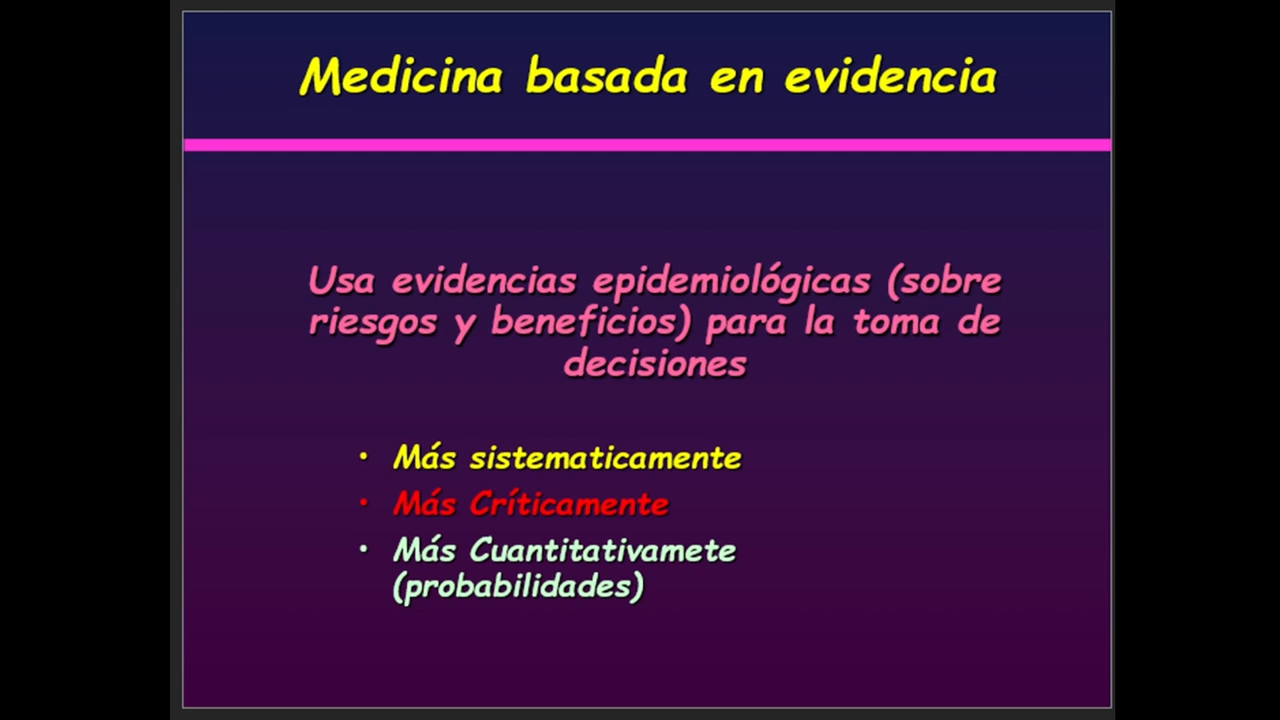 Medicina basada en evidencia
Usa evidencias epidemiológicas (sobre
riesgos y beneficios) para la toma de
decisiones
• Más sistematicamente
• Más Críticamente
• Más Cuantitativamete
(probabilidades)